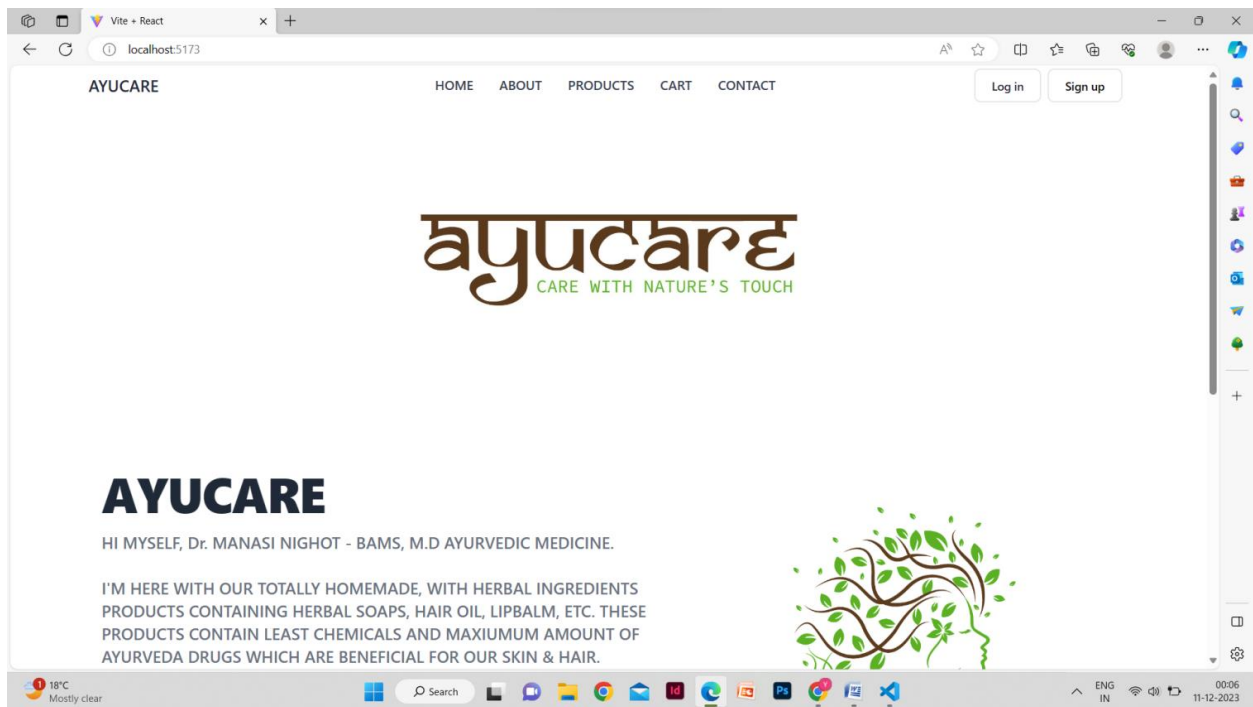 Vite + React
localhost:5173
AYUCARE HOME ABOUT PRODUCTS CART CONTACT Log in Sign up
ayucare
CARE WITH NATURE'S TOUCH
AYUCARE
HI MYSELF, Dr. MANASI NIGHOT - BAMS, M.D AYURVEDIC MEDICINE.
I'M HERE WITH OUR TOTALLY HOMEMADE, WITH HERBAL INGREDIENTS
PRODUCTS CONTAINING HERBAL SOAPS, HAIR OIL, LIPBALM, ETC. THESE
PRODUCTS CONTAIN LEAST CHEMICALS AND MAXIUMUM AMOUNT OF
AYURVEDA DRUGS WHICH ARE BENEFICIAL FOR OUR SKIN & HAIR.
1
18°C
Mostly clear
Search
Id
Ps
ENG
IN
00:06
11-12-2023